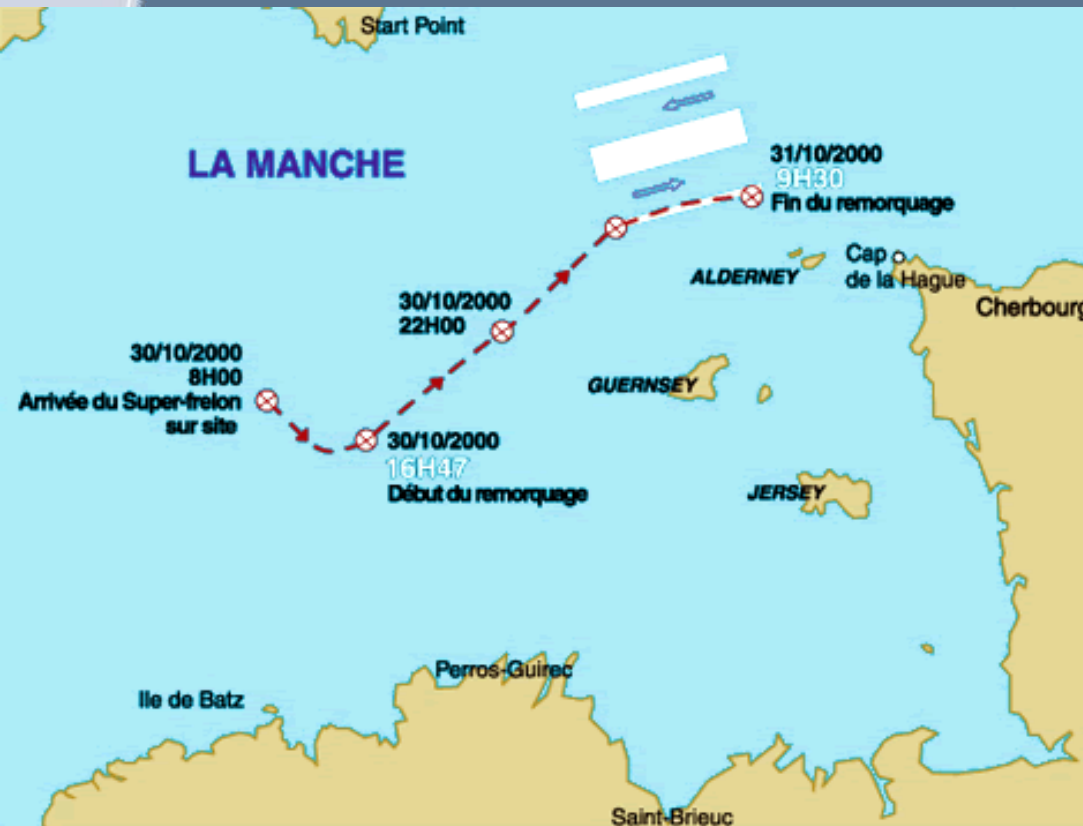 Start Point
LA MANCHE
31/10/2000
9H30
Fin du remorquage
Cap
de la Hague
ALDERNEY
Cherbourg
30/10/2000
22H00
30/10/2000
8H00
Arrivée du Super-frelon
sur site
GUERNSEY
30/10/2000
16H47
Début du remorquage
JERSEY
Perros-Guirec
Ile de Batz
Saint-Brieuc